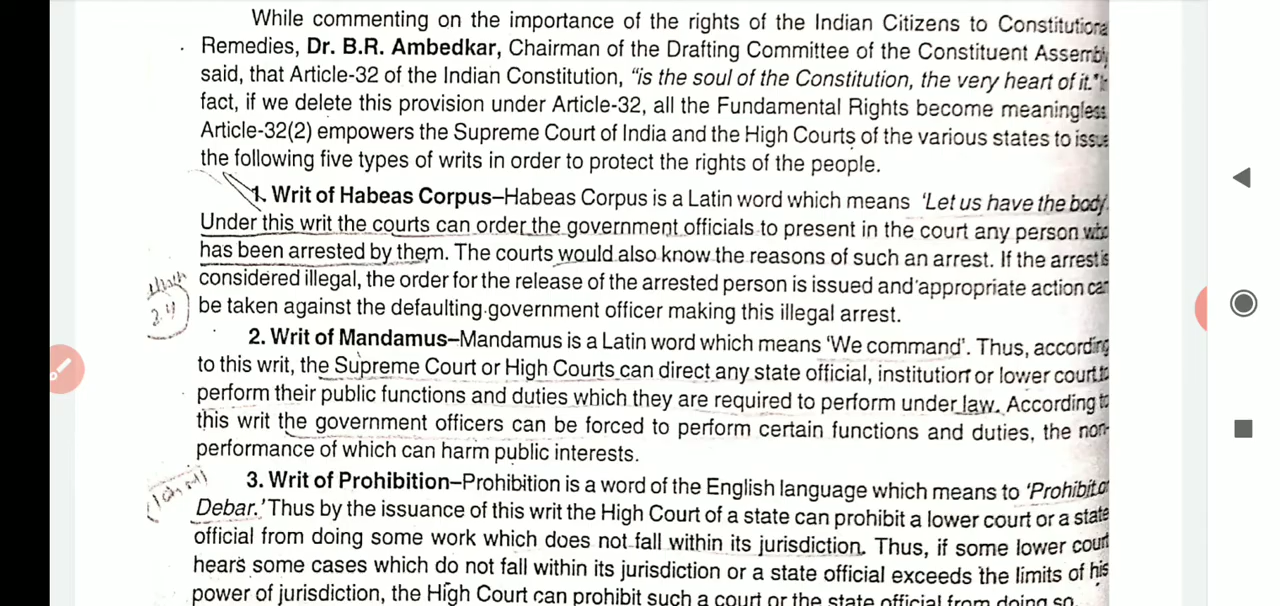 While commenting on the importance of the rights of the Indian Citizens to Constitutiona
Remedies, Dr. B.R. Ambedkar, Chairman of the Drafting Committee of the Constituent Assembly
said, that Article-32 of the Indian Constitution, "is the soul of the Constitution, the very heart of it." In
fact, if we delete this provision under Article-32, all the Fundamental Rights become meaningless
Article-32(2) empowers the Supreme Court of India and the High Courts of the various states to issue
the following five types of writs in order to protect the rights of the people.
1. Writ of Habeas Corpus–Habeas Corpus is a Latin word which means 'Let us have the body'.
Under this writ the courts can order the government officials to present in the court any person who
has been arrested by them. The courts would also know the reasons of such an arrest. If the arrest is
considered illegal, the order for the release of the arrested person is issued and appropriate action can
be taken against the defaulting government officer making this illegal arrest.
2. Writ of Mandamus–Mandamus is a Latin word which means 'We command'. Thus, according
to this writ, the Supreme Court or High Courts can direct any state official, institution or lower court to
perform their public functions and duties which they are required to perform under law. According to
this writ the government officers can be forced to perform certain functions and duties, the non-
performance of which can harm public interests.
3. Writ of Prohibition–Prohibition is a word of the English language which means to 'Prohibit or
Debar.' Thus by the issuance of this writ the High Court of a state can prohibit a lower court or a state
official from doing some work which does not fall within its jurisdiction. Thus, if some lower court
hears some cases which do not fall within its jurisdiction or a state official exceeds the limits of his
power of jurisdiction, the High Court can prohibit such a court or the state official from doing so.